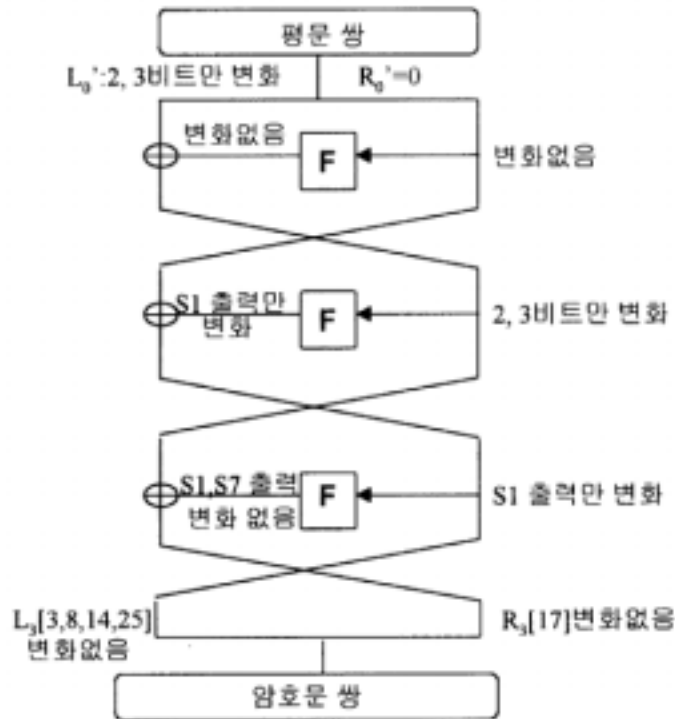 평문 쌍
L₀':2, 3비트만 변화 R₀'=0
변화없음
F
변화없음
S1 출력만
변화
F
2, 3비트만 변화
S1,S7 출력
변화 없음
F
S1 출력만 변화
L₃[3,8,14,25]
변화없음
R₃[17]변화없음
암호문 쌍